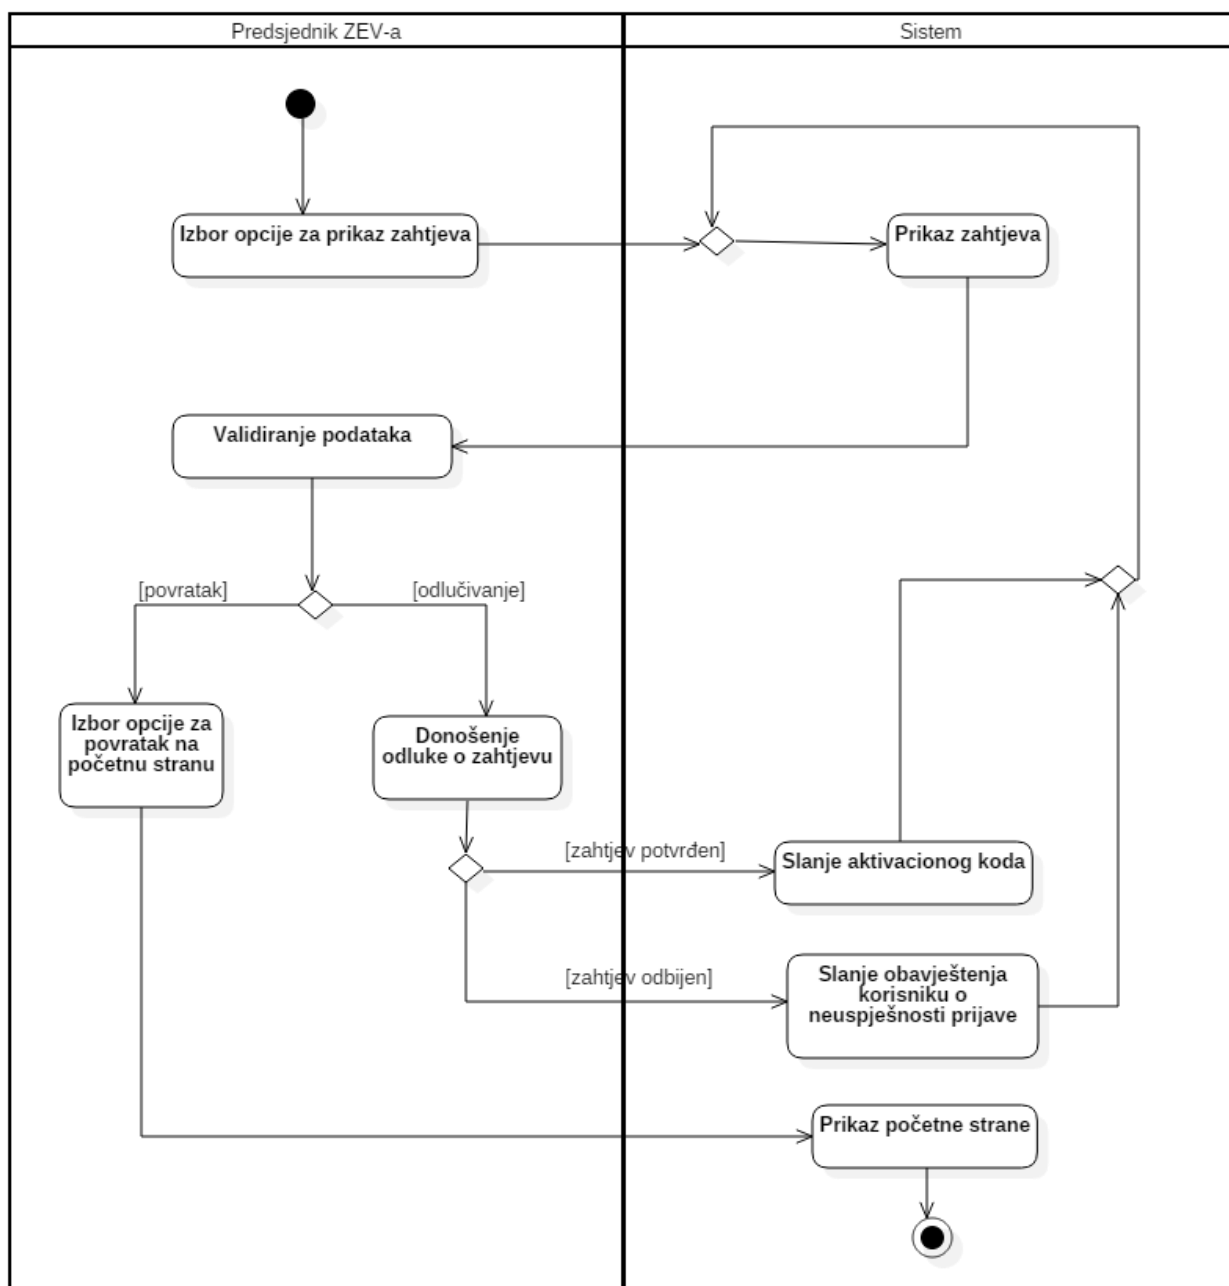 Predsjednik ZEV-a
Sistem
Izbor opcije za prikaz zahtjeva
Prikaz zahtjeva
Validiranje podataka
[povratak]
[odlučivanje]
Izbor opcije za
povratak na
početnu stranu
Donošenje
odluke o zahtjevu
[zahtjev potvrđen]
Slanje aktivacionog koda
[zahtjev odbijen]
Slanje obavještenja
korisniku o
neuspješnosti prijave
Prikaz početne strane